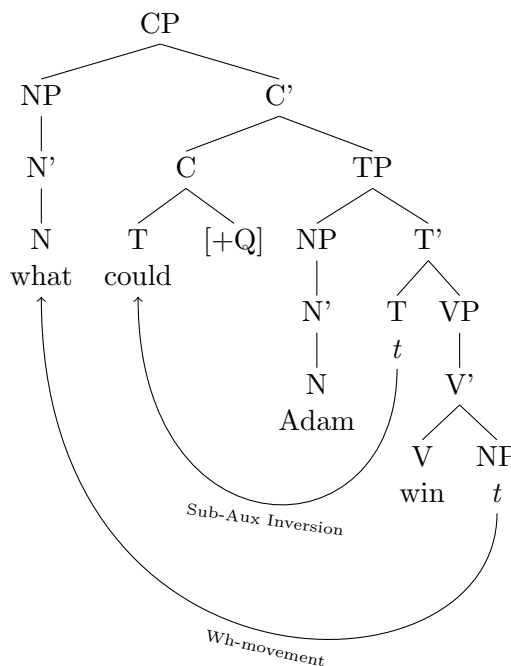 CP
NP C'
N' C TP
N T [+Q] NP T'
what could
N' T VP
t
N V'
Adam
V NP
win t
Sub-Aux Inversion
Wh-movement